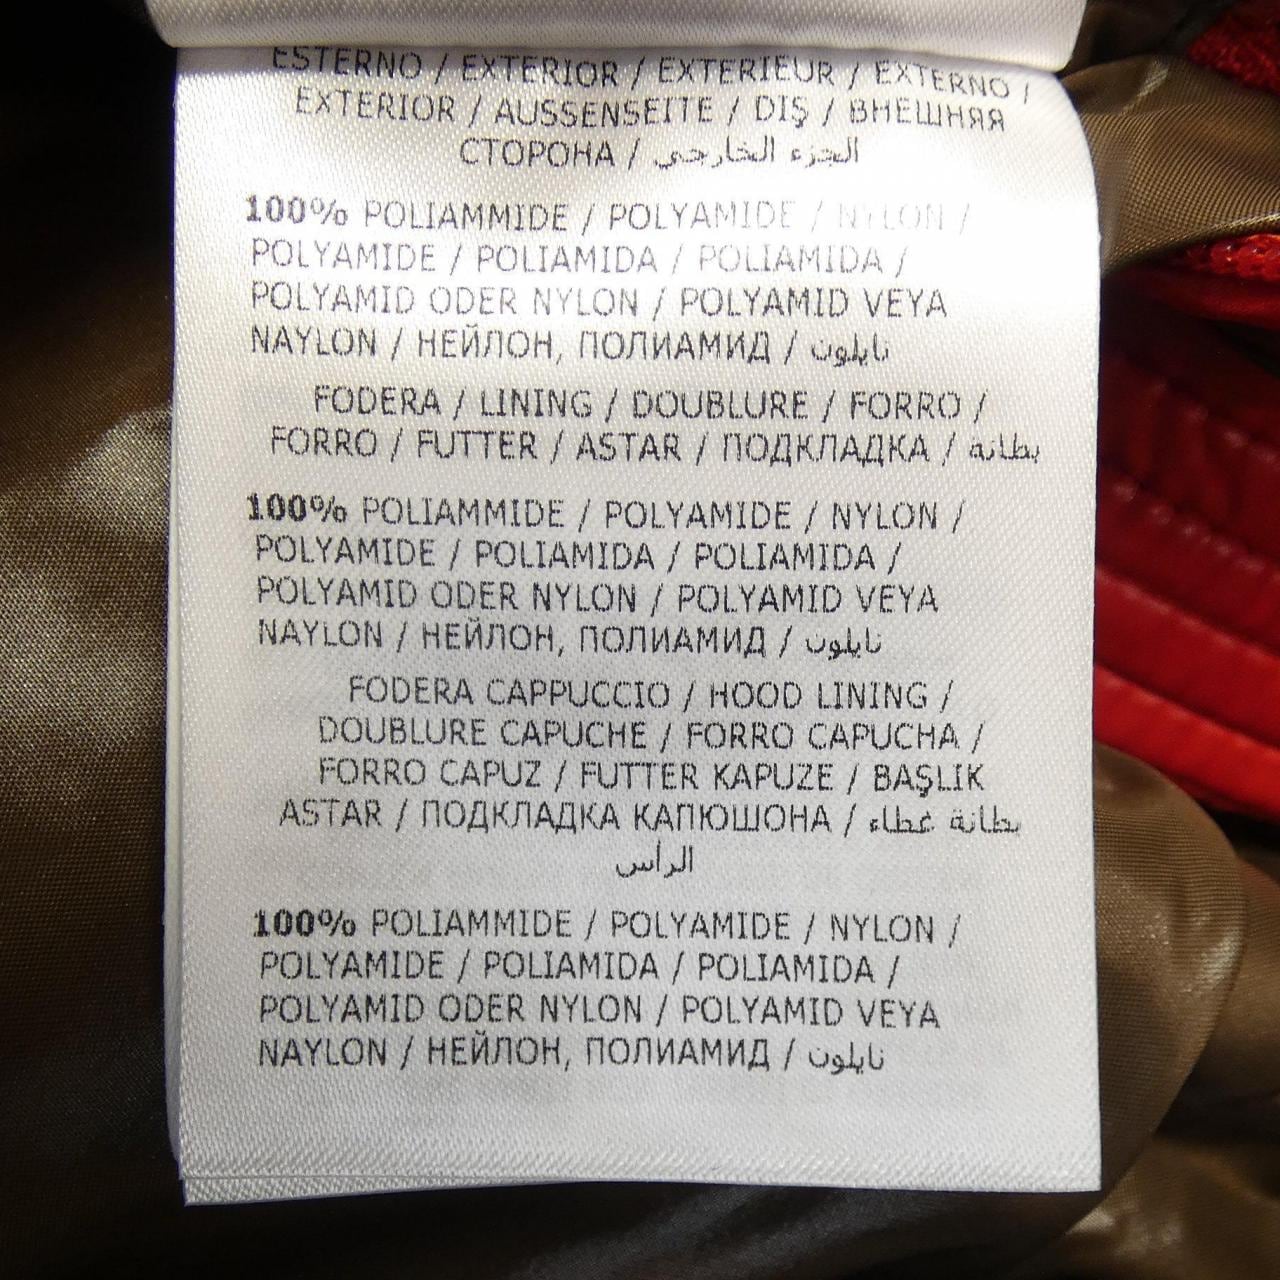 ESTERNO / EXTERIOR / EXTERIEUR / EXTERNO /
EXTERIOR / AUSSENSEITE / DIŞ / ВНЕШНЯЯ
СТОРОНА / الجزء الخارجي
100% POLIAMMIDE / POLYAMIDE / NYLON /
POLYAMIDE / POLIAMIDA / POLIAMIDA /
POLYAMID ODER NYLON / POLYAMID VEYA
NAYLON / НЕЙЛОН, ПОЛИАМИД / نايلون
FODERA / LINING / DOUBLURE / FORRO /
FORRO / FUTTER / ASTAR / ПОДКЛАДКА / بطانة
100% POLIAMMIDE / POLYAMIDE / NYLON /
POLYAMIDE / POLIAMIDA / POLIAMIDA /
POLYAMID ODER NYLON / POLYAMID VEYA
NAYLON / НЕЙЛОН, ПОЛИАМИД / نايلون
FODERA CAPPUCCIO / HOOD LINING /
DOUBLURE CAPUCHE / FORRO CAPUCHA /
FORRO CAPUZ / FUTTER KAPUZE / BAŞLIK
ASTAR / ПОДКЛАДКА КАПЮШОНА / بطانة غطاء
الرأس
100% POLIAMMIDE / POLYAMIDE / NYLON /
POLYAMIDE / POLIAMIDA / POLIAMIDA /
POLYAMID ODER NYLON / POLYAMID VEYA
NAYLON / НЕЙЛОН, ПОЛИАМИД / نايلون